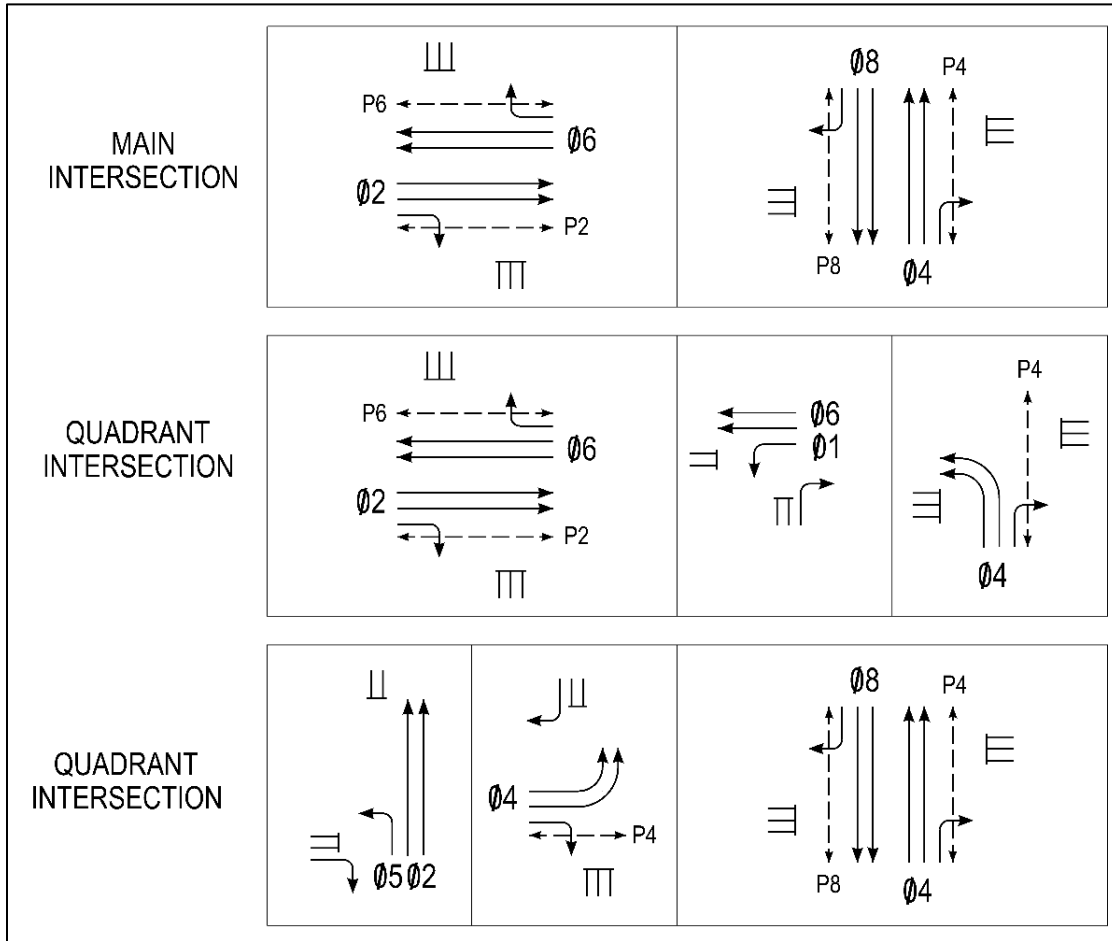 MAIN
INTERSECTION
P6
Ø6
Ø2
P2
Ø8
P4
P8
Ø4
QUADRANT
INTERSECTION
P6
Ø6
Ø2
P2
Ø6
Ø1
P4
Ø4
QUADRANT
INTERSECTION
Ø5 Ø2
Ø4
P4
Ø8
P4
P8
Ø4